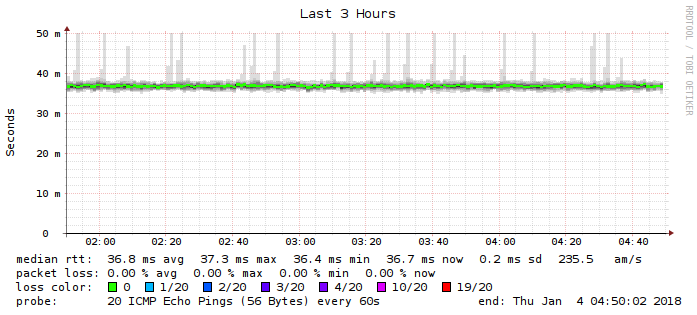 Last 3 Hours
RRDTOOL / TOBI OETIKER
Seconds
50 m
40 m
30 m
20 m
10 m
0
02:00 02:20 02:40 03:00 03:20 03:40 04:00 04:20 04:40
median rtt: 36.8 ms avg 37.3 ms max 36.4 ms min 36.7 ms now 0.2 ms sd 235.5 am/s
packet loss: 0.00 % avg 0.00 % max 0.00 % min 0.00 % now
loss color: 0 1/20 2/20 3/20 4/20 10/20 19/20
probe: 20 ICMP Echo Pings (56 Bytes) every 60s end: Thu Jan 4 04:50:02 2018